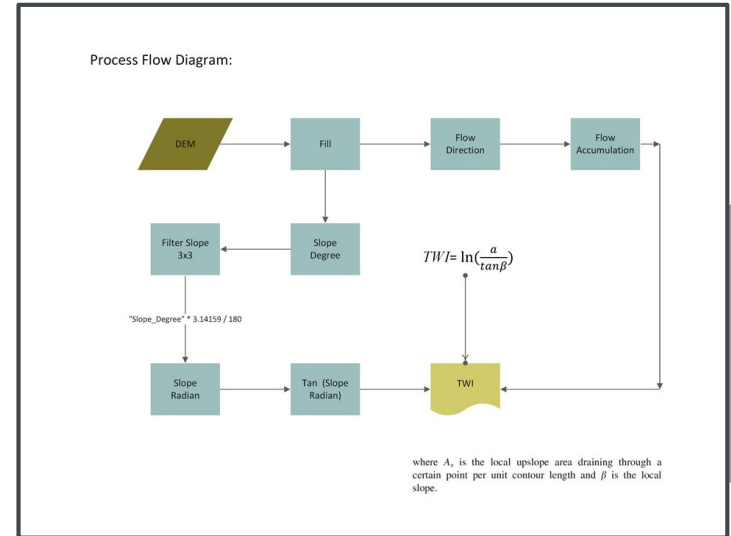 Process Flow Diagram:
DEM
Fill
Flow
Direction
Flow
Accumulation
Filter Slope
3x3
Slope
Degree
TWI= ln(a/tanβ)
"Slope_Degree" * 3.14159 / 180
Slope
Radian
Tan (Slope
Radian)
TWI
where Aₛ is the local upslope area draining through a
certain point per unit contour length and β is the local
slope.